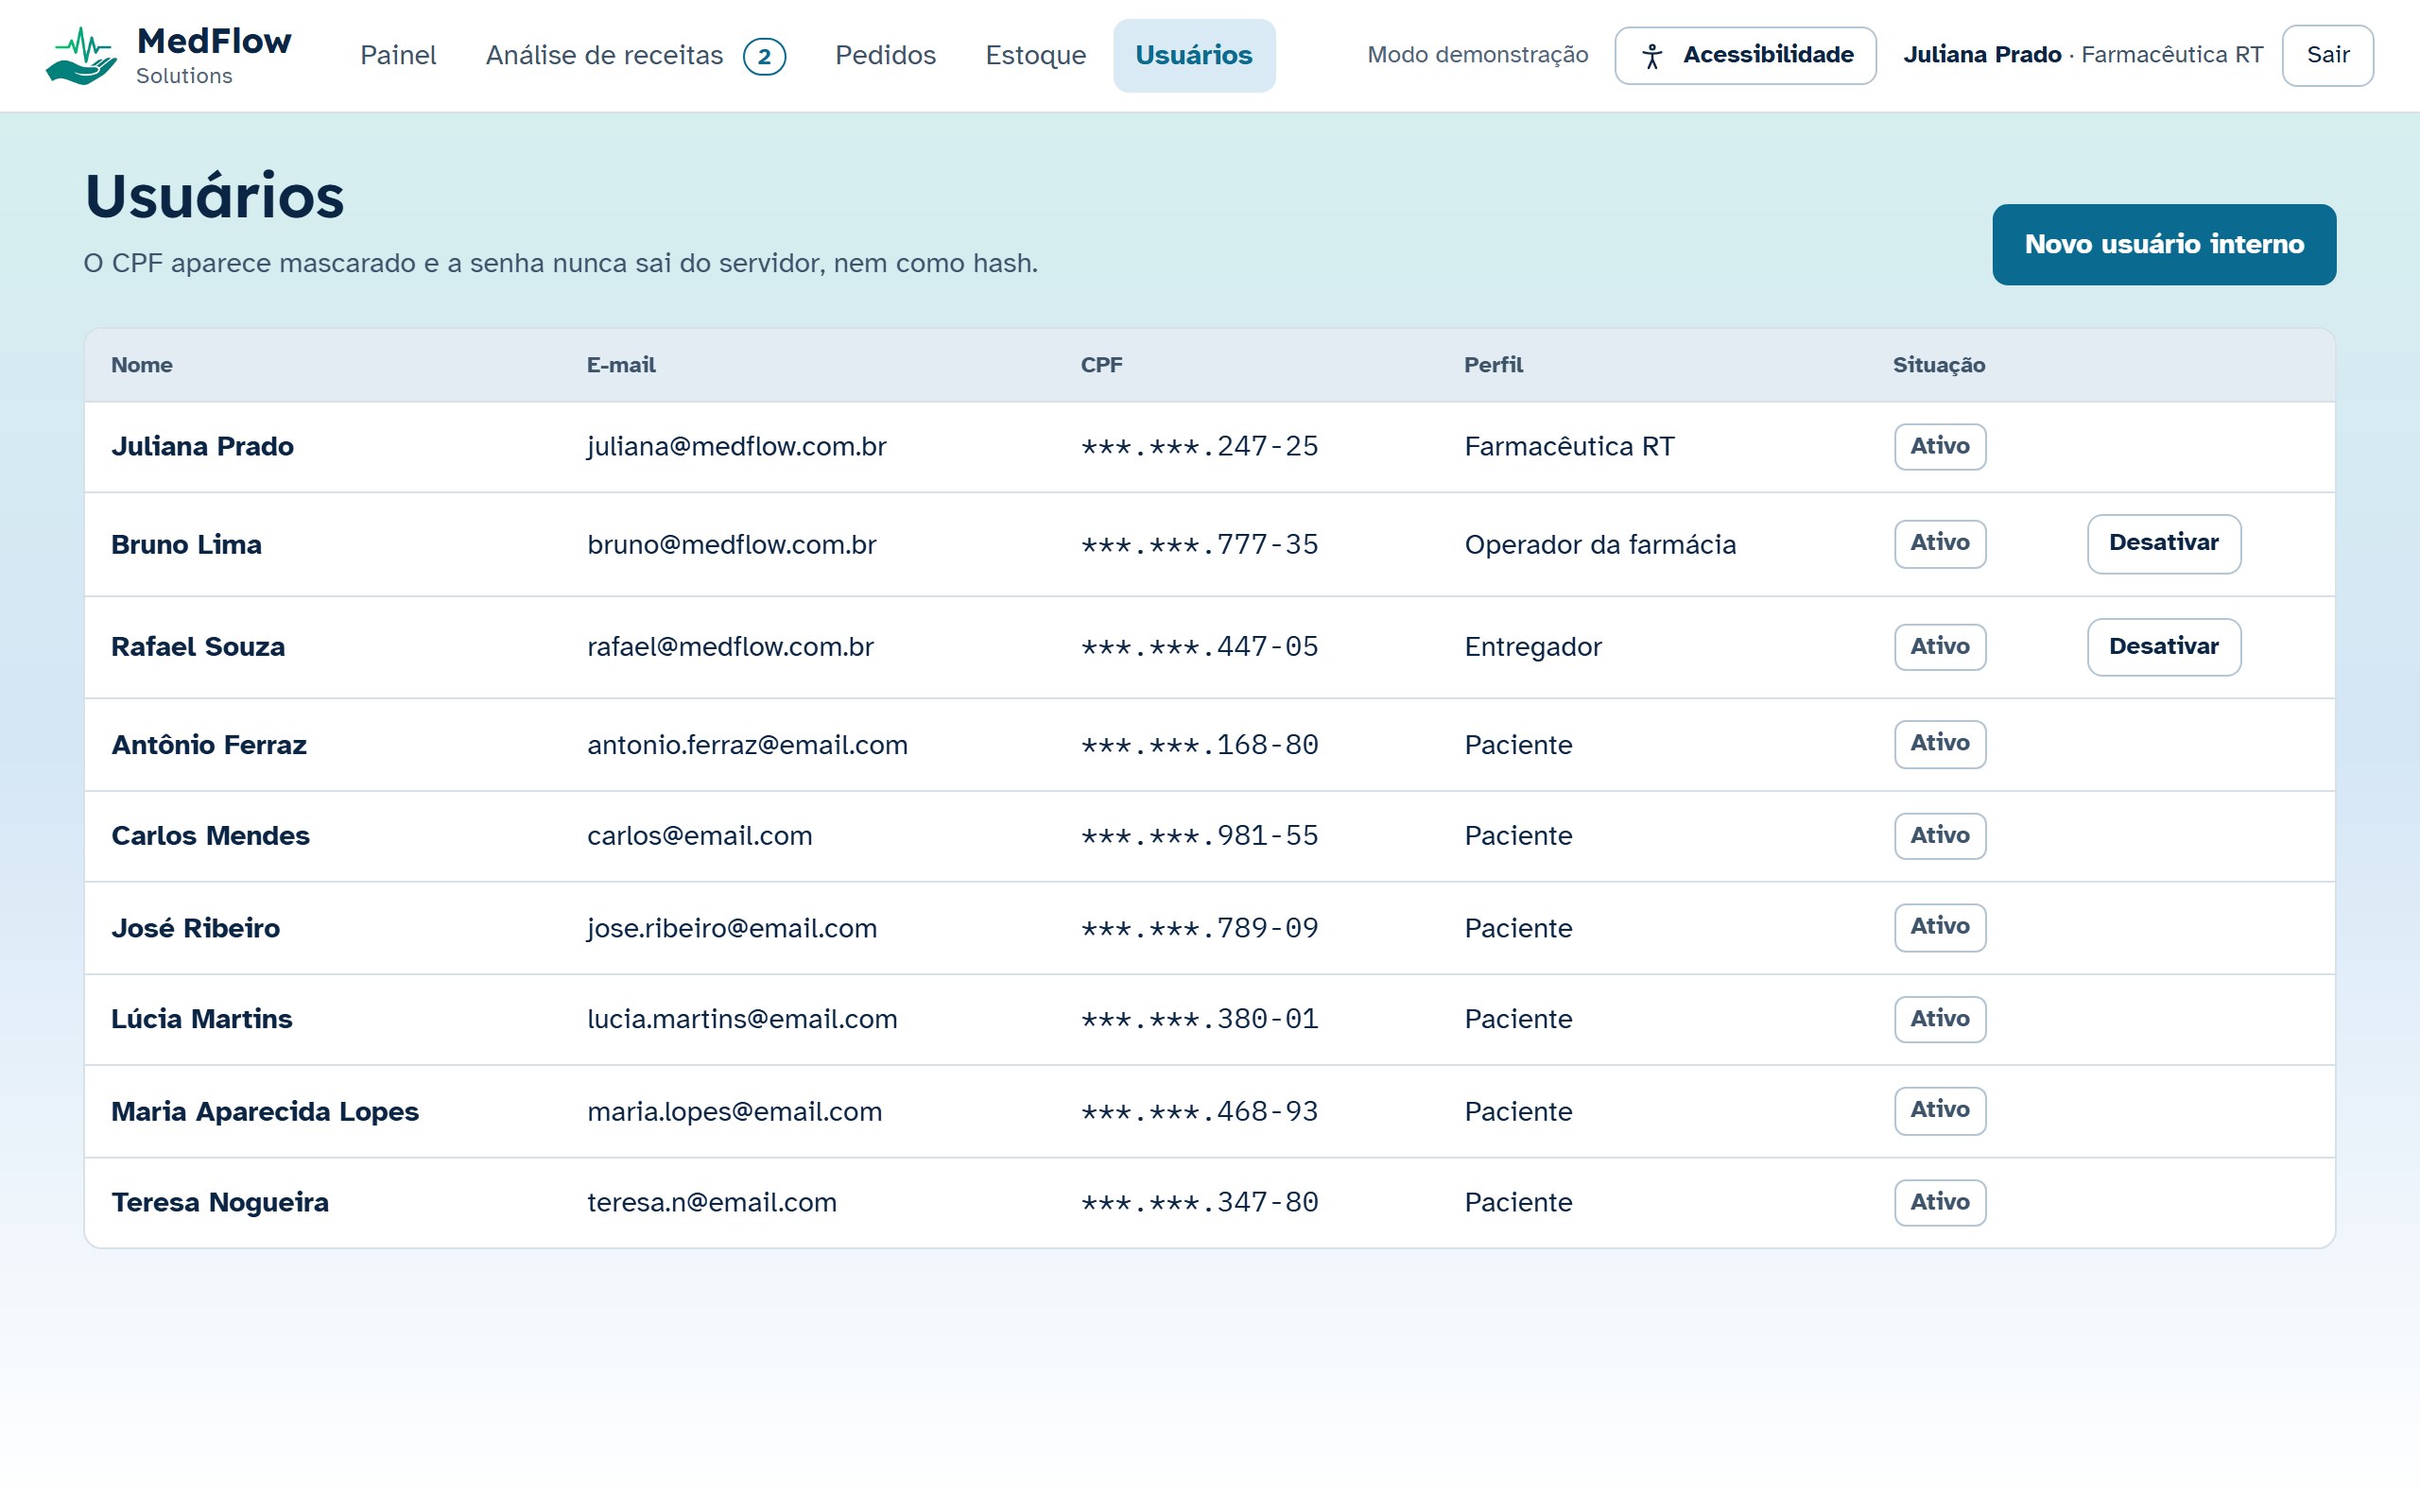 MedFlow
Solutions
Painel Análise de receitas 2 Pedidos Estoque Usuários Modo demonstração Acessibilidade Juliana Prado · Farmacêutica RT Sair
Usuários
O CPF aparece mascarado e a senha nunca sai do servidor, nem como hash.
Novo usuário interno
Nome E-mail CPF Perfil Situação
Juliana Prado juliana@medflow.com.br ***.***.247-25 Farmacêutica RT Ativo
Bruno Lima bruno@medflow.com.br ***.***.777-35 Operador da farmácia Ativo Desativar
Rafael Souza rafael@medflow.com.br ***.***.447-05 Entregador Ativo Desativar
Antônio Ferraz antonio.ferraz@email.com ***.***.168-80 Paciente Ativo
Carlos Mendes carlos@email.com ***.***.981-55 Paciente Ativo
José Ribeiro jose.ribeiro@email.com ***.***.789-09 Paciente Ativo
Lúcia Martins lucia.martins@email.com ***.***.380-01 Paciente Ativo
Maria Aparecida Lopes maria.lopes@email.com ***.***.468-93 Paciente Ativo
Teresa Nogueira teresa.n@email.com ***.***.347-80 Paciente Ativo